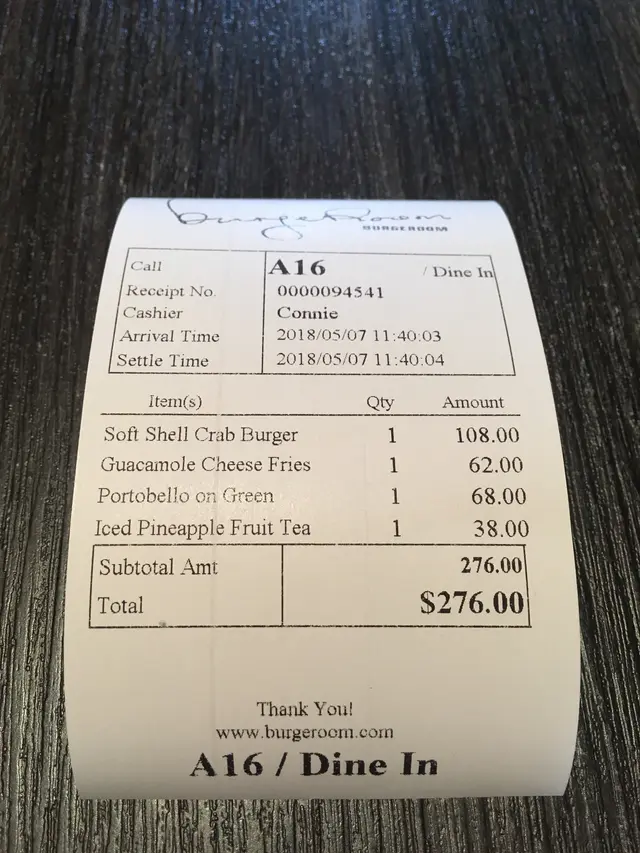 BurgeRoom
BURGEROOM
Call A16 / Dine In
Receipt No. 0000094541
Cashier Connie
Arrival Time 2018/05/07 11:40:03
Settle Time 2018/05/07 11:40:04
Item(s) Qty Amount
Soft Shell Crab Burger 1 108.00
Guacamole Cheese Fries 1 62.00
Portobello on Green 1 68.00
Iced Pineapple Fruit Tea 1 38.00
Subtotal Amt 276.00
Total $276.00
Thank You!
www.burgeroom.com
A16 / Dine In